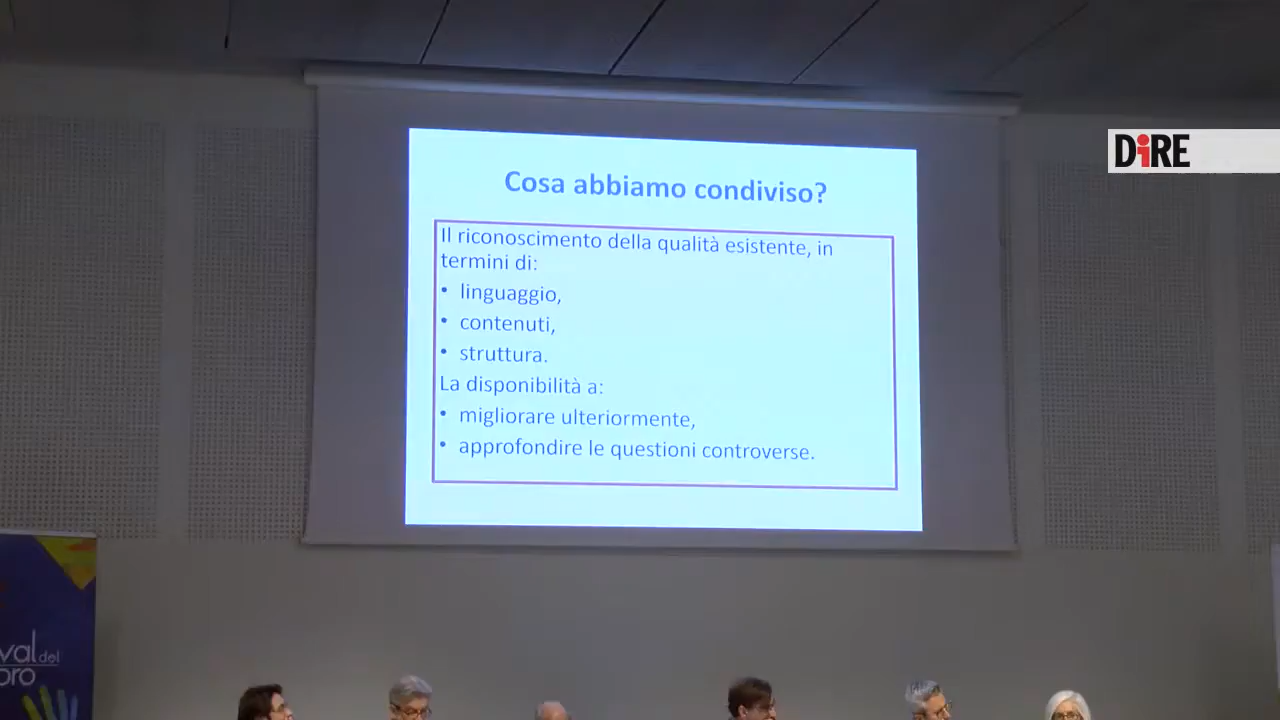 DiRE
Cosa abbiamo condiviso?
Il riconoscimento della qualità esistente, in
termini di:
• linguaggio,
• contenuti,
• struttura.
La disponibilità a:
• migliorare ulteriormente,
• approfondire le questioni controverse.
val del
oro